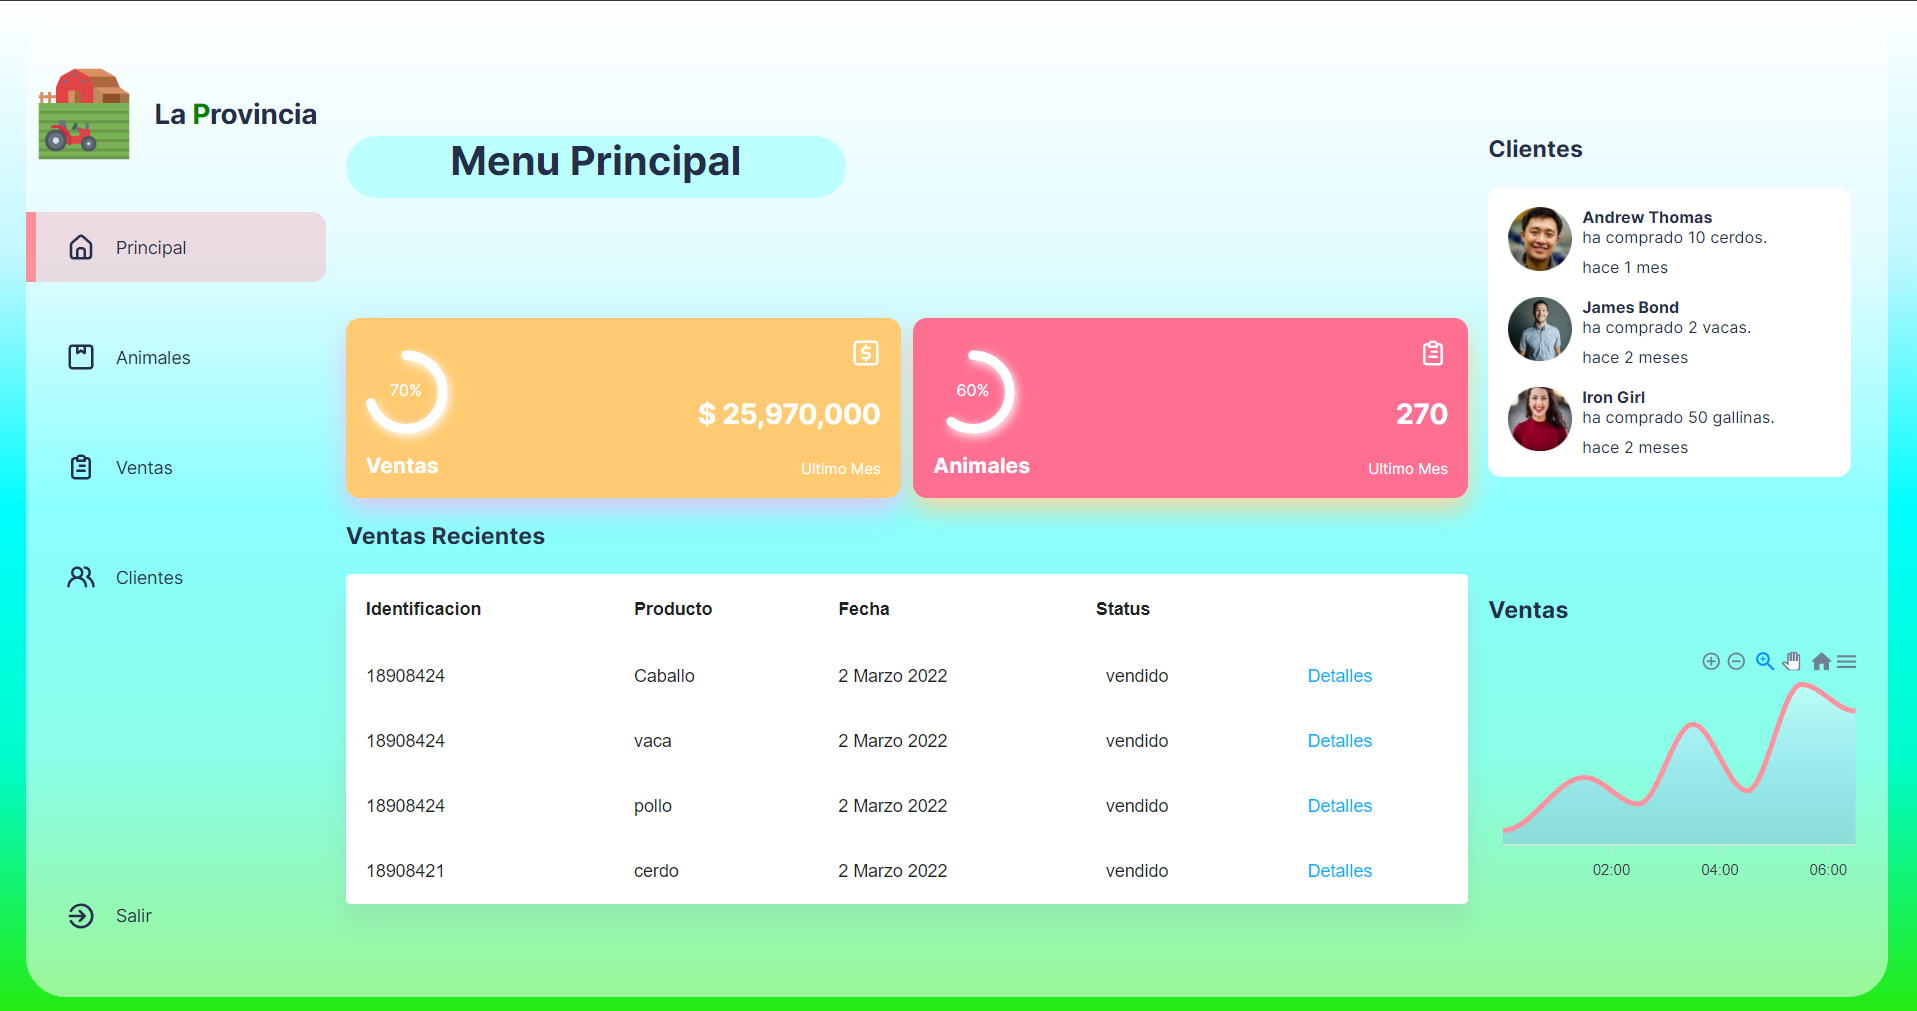 La Provincia
Menu Principal
Principal
Animales
Ventas
Clientes
Salir
70%
$ 25,970,000
Ventas
Ultimo Mes
60%
270
Animales
Ultimo Mes
Ventas Recientes
Identificacion Producto Fecha Status
18908424 Caballo 2 Marzo 2022 vendido Detalles
18908424 vaca 2 Marzo 2022 vendido Detalles
18908424 pollo 2 Marzo 2022 vendido Detalles
18908421 cerdo 2 Marzo 2022 vendido Detalles
Clientes
Andrew Thomas
ha comprado 10 cerdos.
hace 1 mes
James Bond
ha comprado 2 vacas.
hace 2 meses
Iron Girl
ha comprado 50 gallinas.
hace 2 meses
Ventas
02:00 04:00 06:00